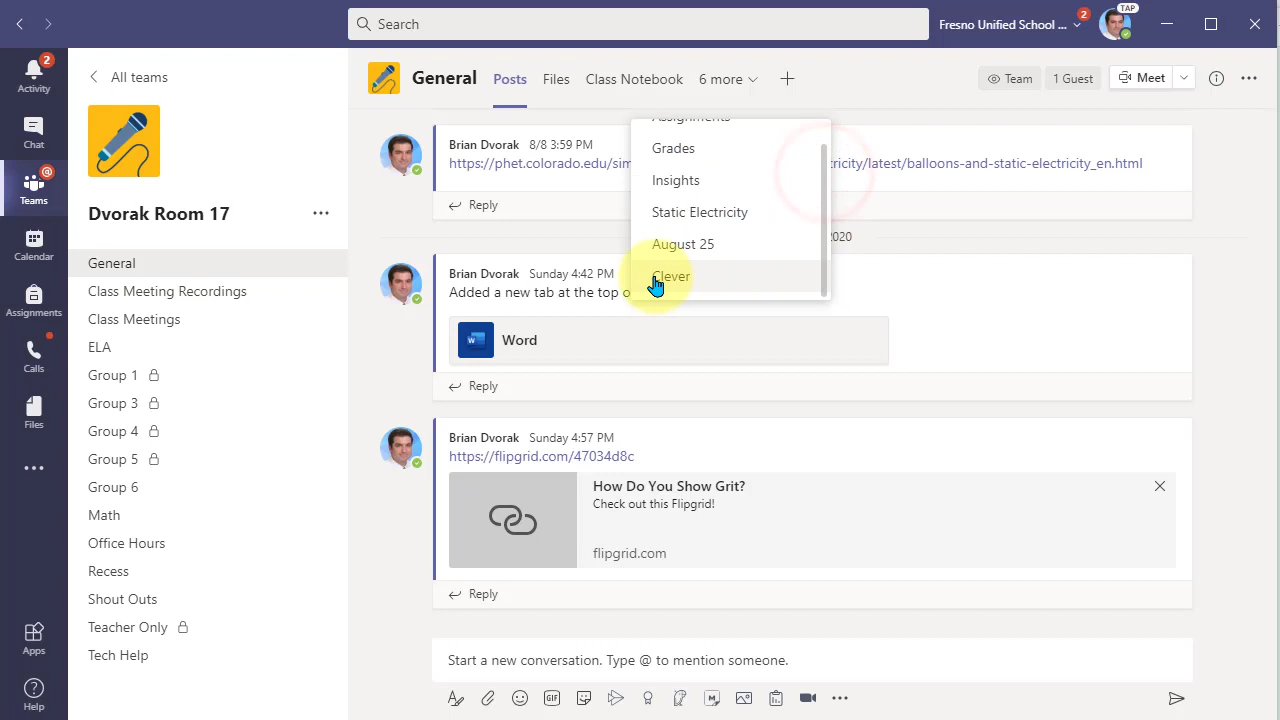 Search
Fresno Unified School ...
2
TAP
2
Activity
Chat
Teams
Calendar
Assignments
Calls
Files
Apps
Help
All teams
Dvorak Room 17
General
Class Meeting Recordings
Class Meetings
ELA
Group 1
Group 3
Group 4
Group 5
Group 6
Math
Office Hours
Recess
Shout Outs
Teacher Only
Tech Help
General
Posts
Files
Class Notebook
6 more
Team
1 Guest
Meet
Assignments
Grades
Insights
Static Electricity
August 25
Clever
Brian Dvorak 8/8 3:59 PM
https://phet.colorado.edu/sim
ricity/latest/balloons-and-static-electricity_en.html
Reply
2020
Brian Dvorak Sunday 4:42 PM
Added a new tab at the top o
Word
Reply
Brian Dvorak Sunday 4:57 PM
https://flipgrid.com/47034d8c
How Do You Show Grit?
Check out this Flipgrid!
flipgrid.com
Reply
Start a new conversation. Type @ to mention someone.
GIF